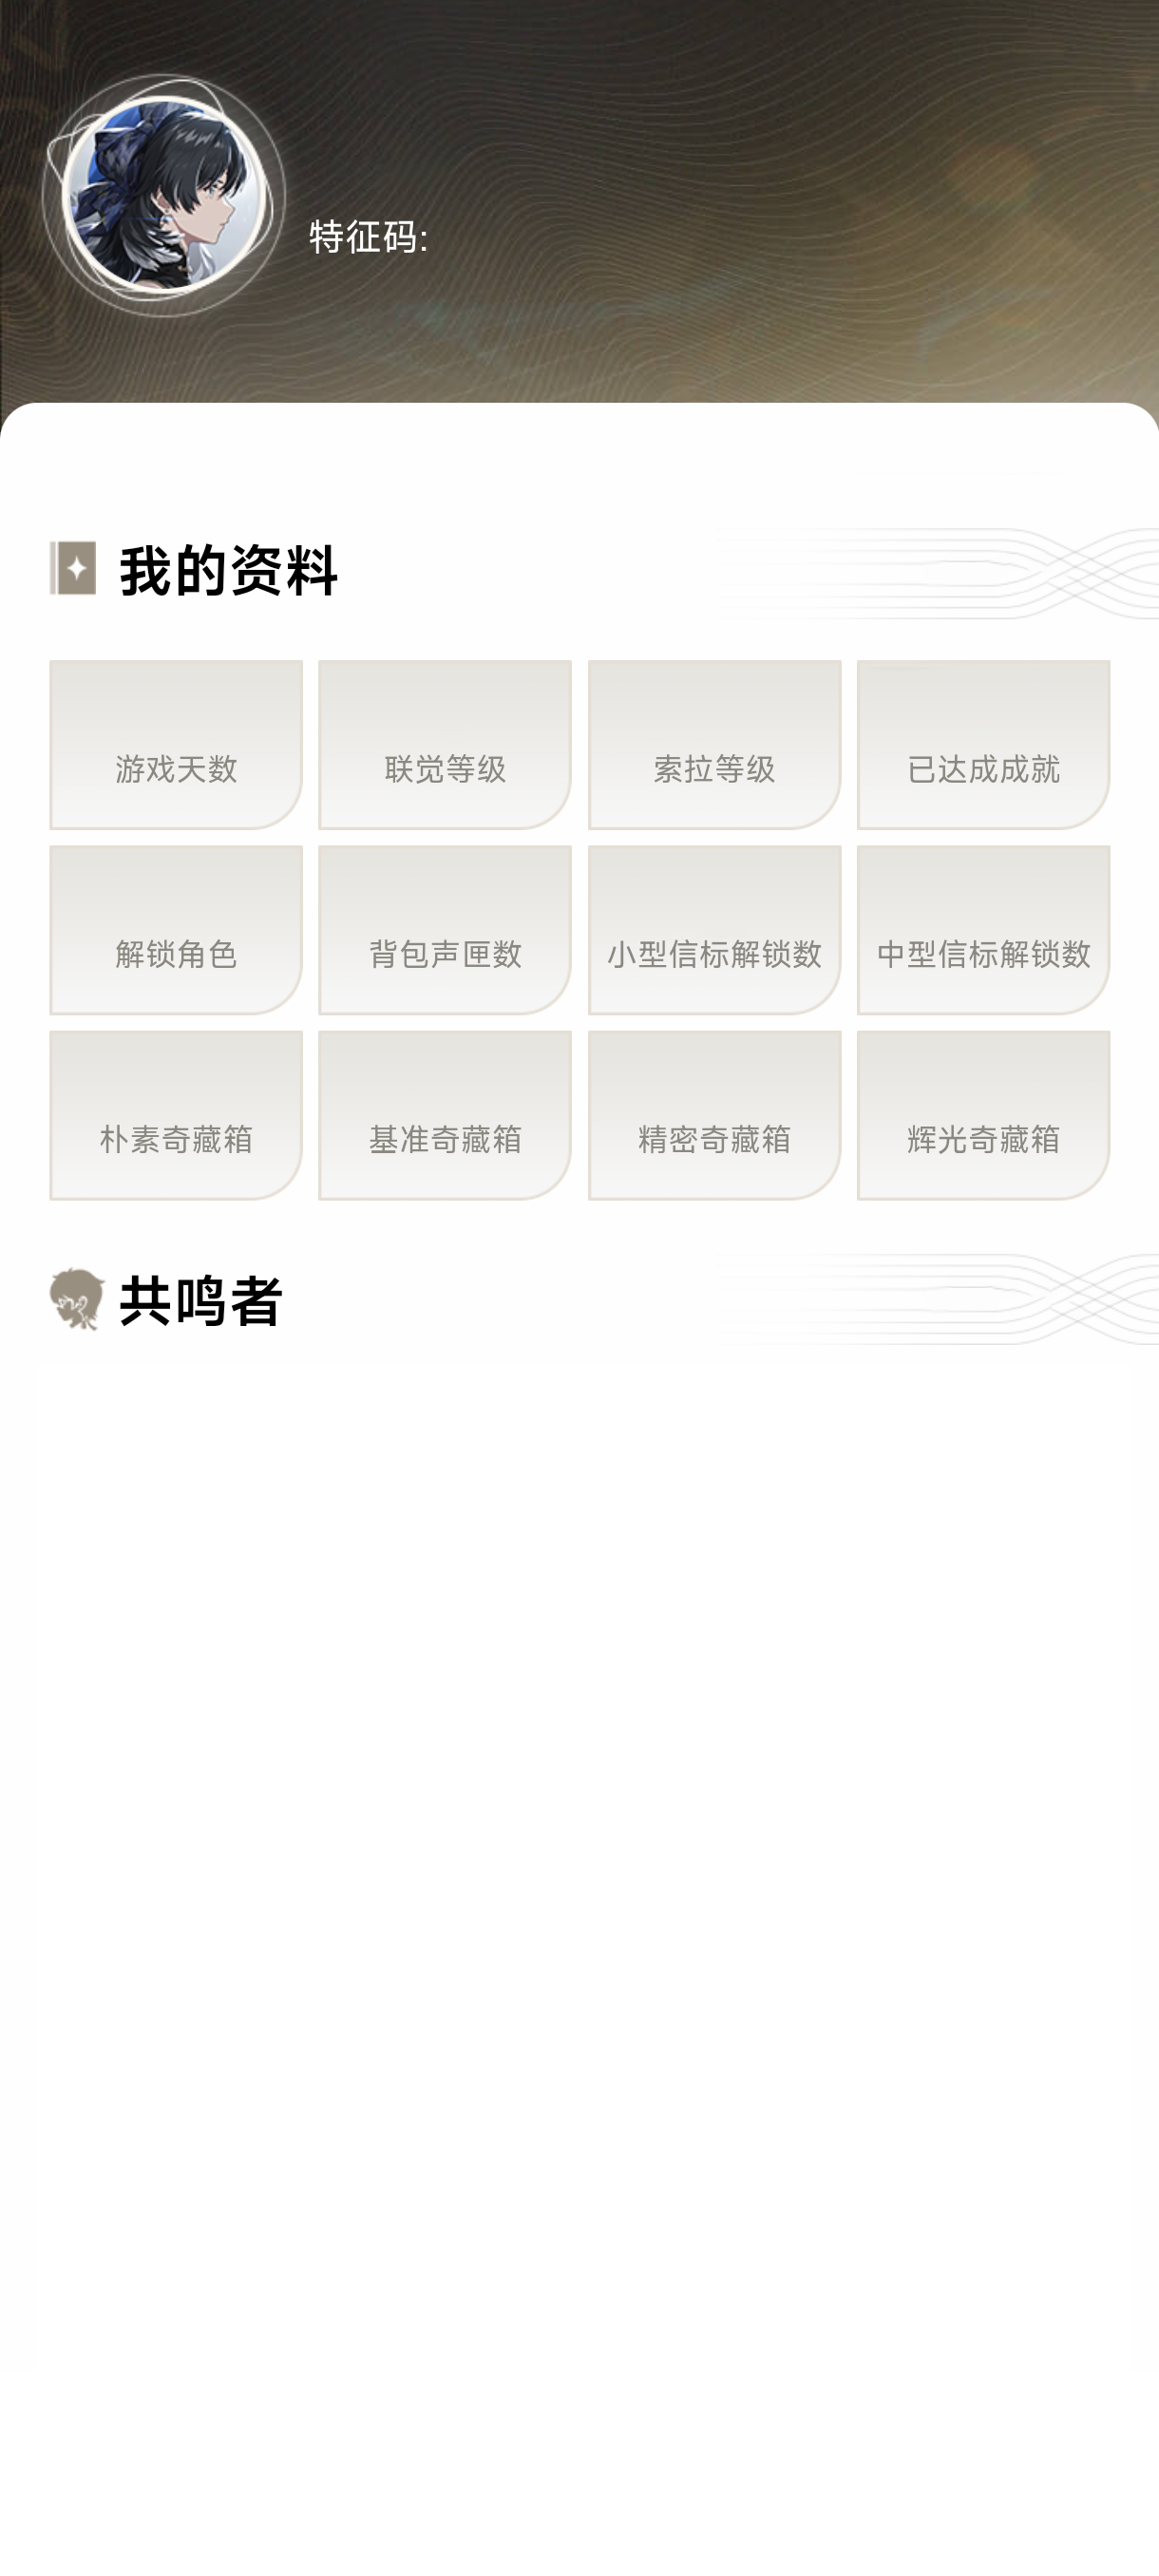 特征码:
我的资料
游戏天数 联觉等级 索拉等级 已达成成就
解锁角色 背包声匣数 小型信标解锁数 中型信标解锁数
朴素奇藏箱 基准奇藏箱 精密奇藏箱 辉光奇藏箱
共鸣者